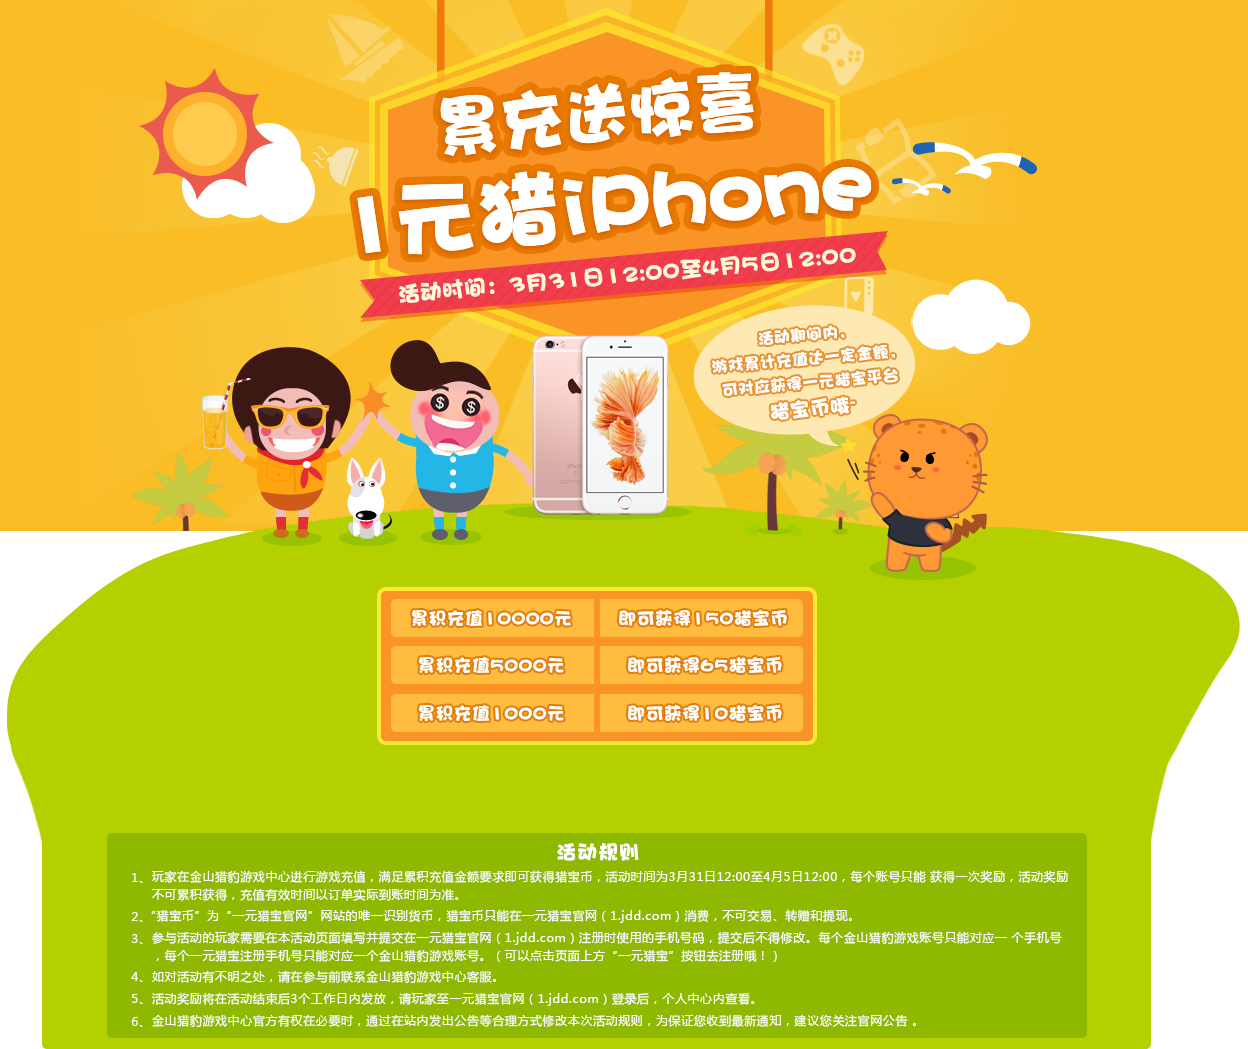 累充送惊喜
1元猎iPhone
活动时间：3月31日12:00至4月5日12:00
活动期间内、
游戏累计充值达一定金额、
可对应获得一元猎宝平台
猎宝币哦~
累积充值10000元 即可获得150猎宝币
累积充值5000元 即可获得65猎宝币
累积充值1000元 即可获得10猎宝币
活动规则
1、玩家在金山猎豹游戏中心进行游戏充值，满足累积充值金额要求即可获得猎宝币，活动时间为3月31日12:00至4月5日12:00，每个账号只能 获得一次奖励，活动奖励
不可累积获得，充值有效时间以订单实际到账时间为准。
2、“猎宝币” 为 “一元猎宝官网” 网站的唯一识别货币，猎宝币只能在一元猎宝官网（1.jdd.com）消费，不可交易、转赠和提现。
3、参与活动的玩家需要在本活动页面填写并提交在一元猎宝官网（1.jdd.com）注册时使用的手机号码，提交后不得修改。每个金山猎豹游戏账号只能对应一 个手机号
，每个一元猎宝注册手机号只能对应一个金山猎豹游戏账号。（可以点击页面上方 “一元猎宝” 按钮去注册哦！）
4、如对活动有不明之处，请在参与前联系金山猎豹游戏中心客服。
5、活动奖励将在活动结束后3个工作日内发放，请玩家至一元猎宝官网（1.jdd.com）登录后，个人中心内查看。
6、金山猎豹游戏中心官方有权在必要时，通过在站内发出公告等合理方式修改本次活动规则，为保证您收到最新通知，建议您关注官网公告 。